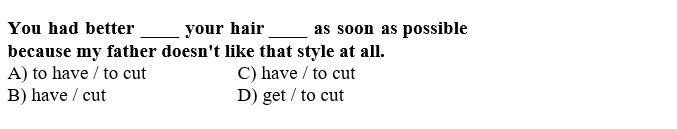 You had better ____ your hair ____ as soon as possible
because my father doesn't like that style at all.
A) to have / to cut C) have / to cut
B) have / cut D) get / to cut